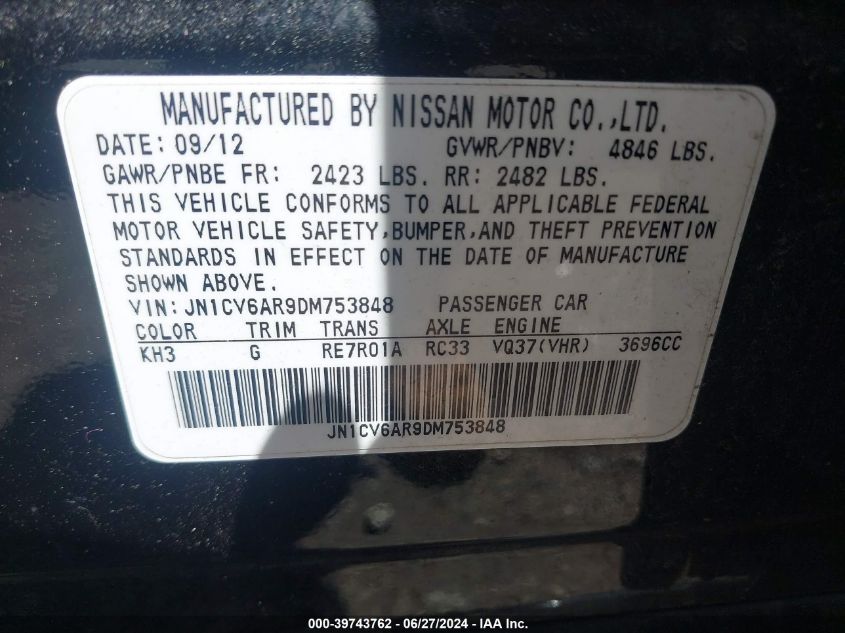 MANUFACTURED BY NISSAN MOTOR CO.,LTD.
DATE: 09/12 GVWR/PNBV: 4846 LBS.
GAWR/PNBE FR: 2423 LBS. RR: 2482 LBS.
THIS VEHICLE CONFORMS TO ALL APPLICABLE FEDERAL
MOTOR VEHICLE SAFETY,BUMPER,AND THEFT PREVENTION
STANDARDS IN EFFECT ON THE DATE OF MANUFACTURE
SHOWN ABOVE.
VIN:JN1CV6AR9DM753848 PASSENGER CAR
COLOR TRIM TRANS AXLE ENGINE
KH3 G RE7R01A RC33 VQ37(VHR) 3696CC
JN1CV6AR9DM753848
000-39743762 - 06/27/2024 - IAA Inc.